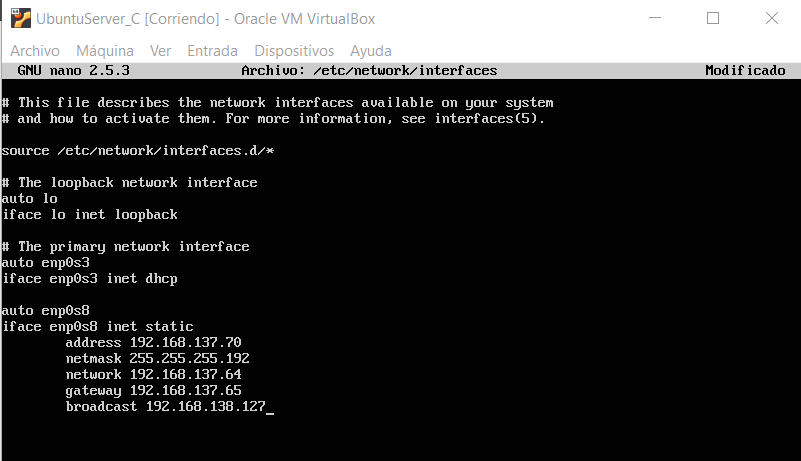 UbuntuServer_C [Corriendo] - Oracle VM VirtualBox
Archivo Máquina Ver Entrada Dispositivos Ayuda
GNU nano 2.5.3 Archivo: /etc/network/interfaces Modificado
# This file describes the network interfaces available on your system
# and how to activate them. For more information, see interfaces(5).
source /etc/network/interfaces.d/*
# The loopback network interface
auto lo
iface lo inet loopback
# The primary network interface
auto enp0s3
iface enp0s3 inet dhcp
auto enp0s8
iface enp0s8 inet static
address 192.168.137.70
netmask 255.255.255.192
network 192.168.137.64
gateway 192.168.137.65
broadcast 192.168.138.127_